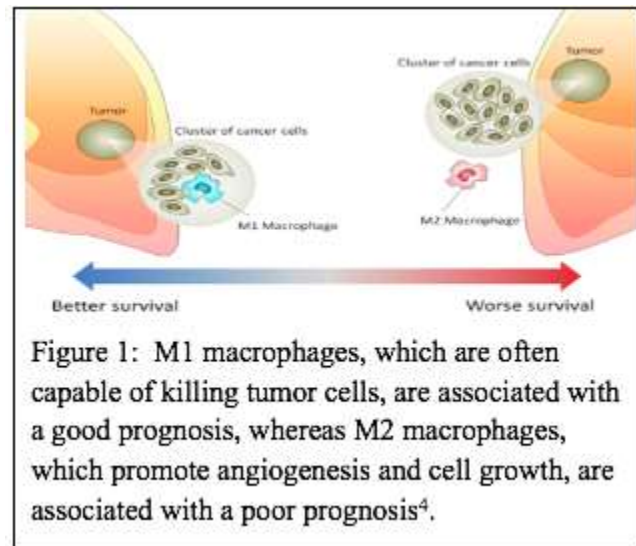 Tumor
Cluster of cancer cells
M1 Macrophage
Cluster of cancer cells
Tumor
M2 Macrophage
Better survival
Worse survival
Figure 1: M1 macrophages, which are often
capable of killing tumor cells, are associated with
a good prognosis, whereas M2 macrophages,
which promote angiogenesis and cell growth, are
associated with a poor prognosis⁴.